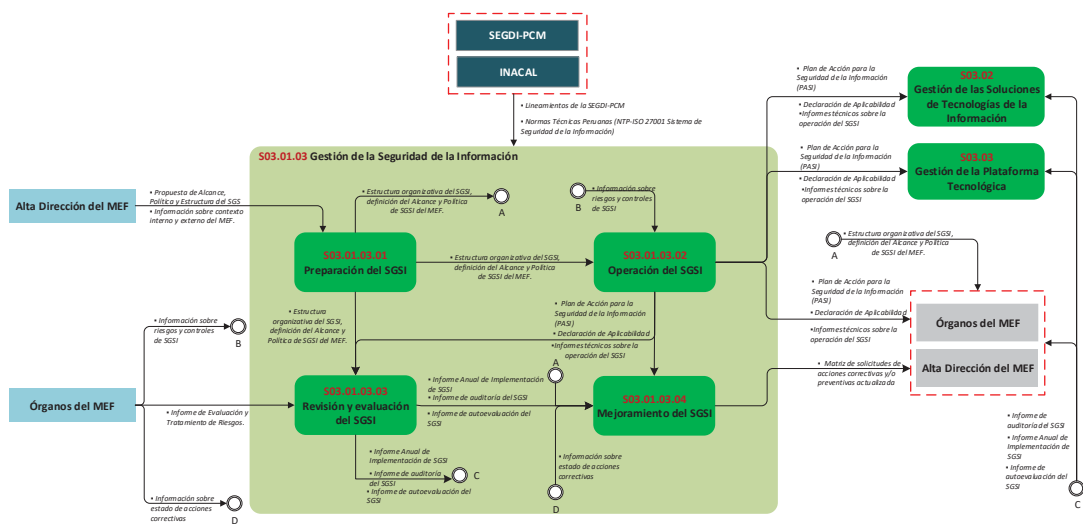 SEGDI-PCM
INACAL
• Lineamientos de la SEGDI-PCM
• Normas Técnicas Peruanas (NTP-ISO 27001 Sistema de
Seguridad de la Información)
• Plan de Acción para la
Seguridad de la Información
(PASI)
• Declaración de Aplicabilidad
•Informes técnicos sobre la
operación del SGSI
S03.02
Gestión de las Soluciones
de Tecnologías de la
Información
• Plan de Acción para la
Seguridad de la Información
(PASI)
• Declaración de Aplicabilidad
•Informes técnicos sobre la
operación del SGSI
S03.03
Gestión de la Plataforma
Tecnológica
S03.01.03 Gestión de la Seguridad de la Información
Alta Dirección del MEF
• Propuesta de Alcance,
Política y Estructura del SGS
• Información sobre contexto
interno y externo del MEF.
• Estructura organizativa del SGSI,
definición del Alcance y Política
de SGSI del MEF.
A
B
• Información sobre
riesgos y controles
de SGSI
S03.01.03.01
Preparación del SGSI
• Estructura organizativa del SGSI,
definición del Alcance y Política
de SGSI del MEF.
S03.01.03.02
Operación del SGSI
A
• Estructura organizativa del SGSI,
definición del Alcance y Política
de SGSI del MEF.
• Plan de Acción para la
Seguridad de la Información
(PASI)
• Declaración de Aplicabilidad
•Informes técnicos sobre la
operación del SGSI
Órganos del MEF
Alta Dirección del MEF
• Información sobre
riesgos y controles
de SGSI
B
• Estructura
organizativa del SGSI,
definición del Alcance y
Política de SGSI del MEF.
• Plan de Acción para la
Seguridad de la Información
(PASI)
• Declaración de Aplicabilidad
•Informes técnicos sobre la
operación del SGSI
A
• Matriz de solicitudes de
acciones correctivas y/o
preventivas actualizada
Órganos del MEF
• Informe de Evaluación y
Tratamiento de Riesgos.
S03.01.03.03
Revisión y evaluación
del SGSI
• Informe Anual de Implementación
de SGSI
• Informe de auditoría del SGSI
• Informe de autoevaluación del
SGSI
S03.01.03.04
Mejoramiento del SGSI
• Informe Anual de
Implementación de SGSI
• Informe de auditoría
del SGSI
• Informe de autoevaluación del
SGSI
C
• Información sobre
estado de acciones
correctivas
D
• Información sobre
estado de acciones
correctivas
D
• Informe de
auditoría del SGSI
• Informe Anual de
Implementación de
SGSI
• Informe de
autoevaluación del
SGSI
C